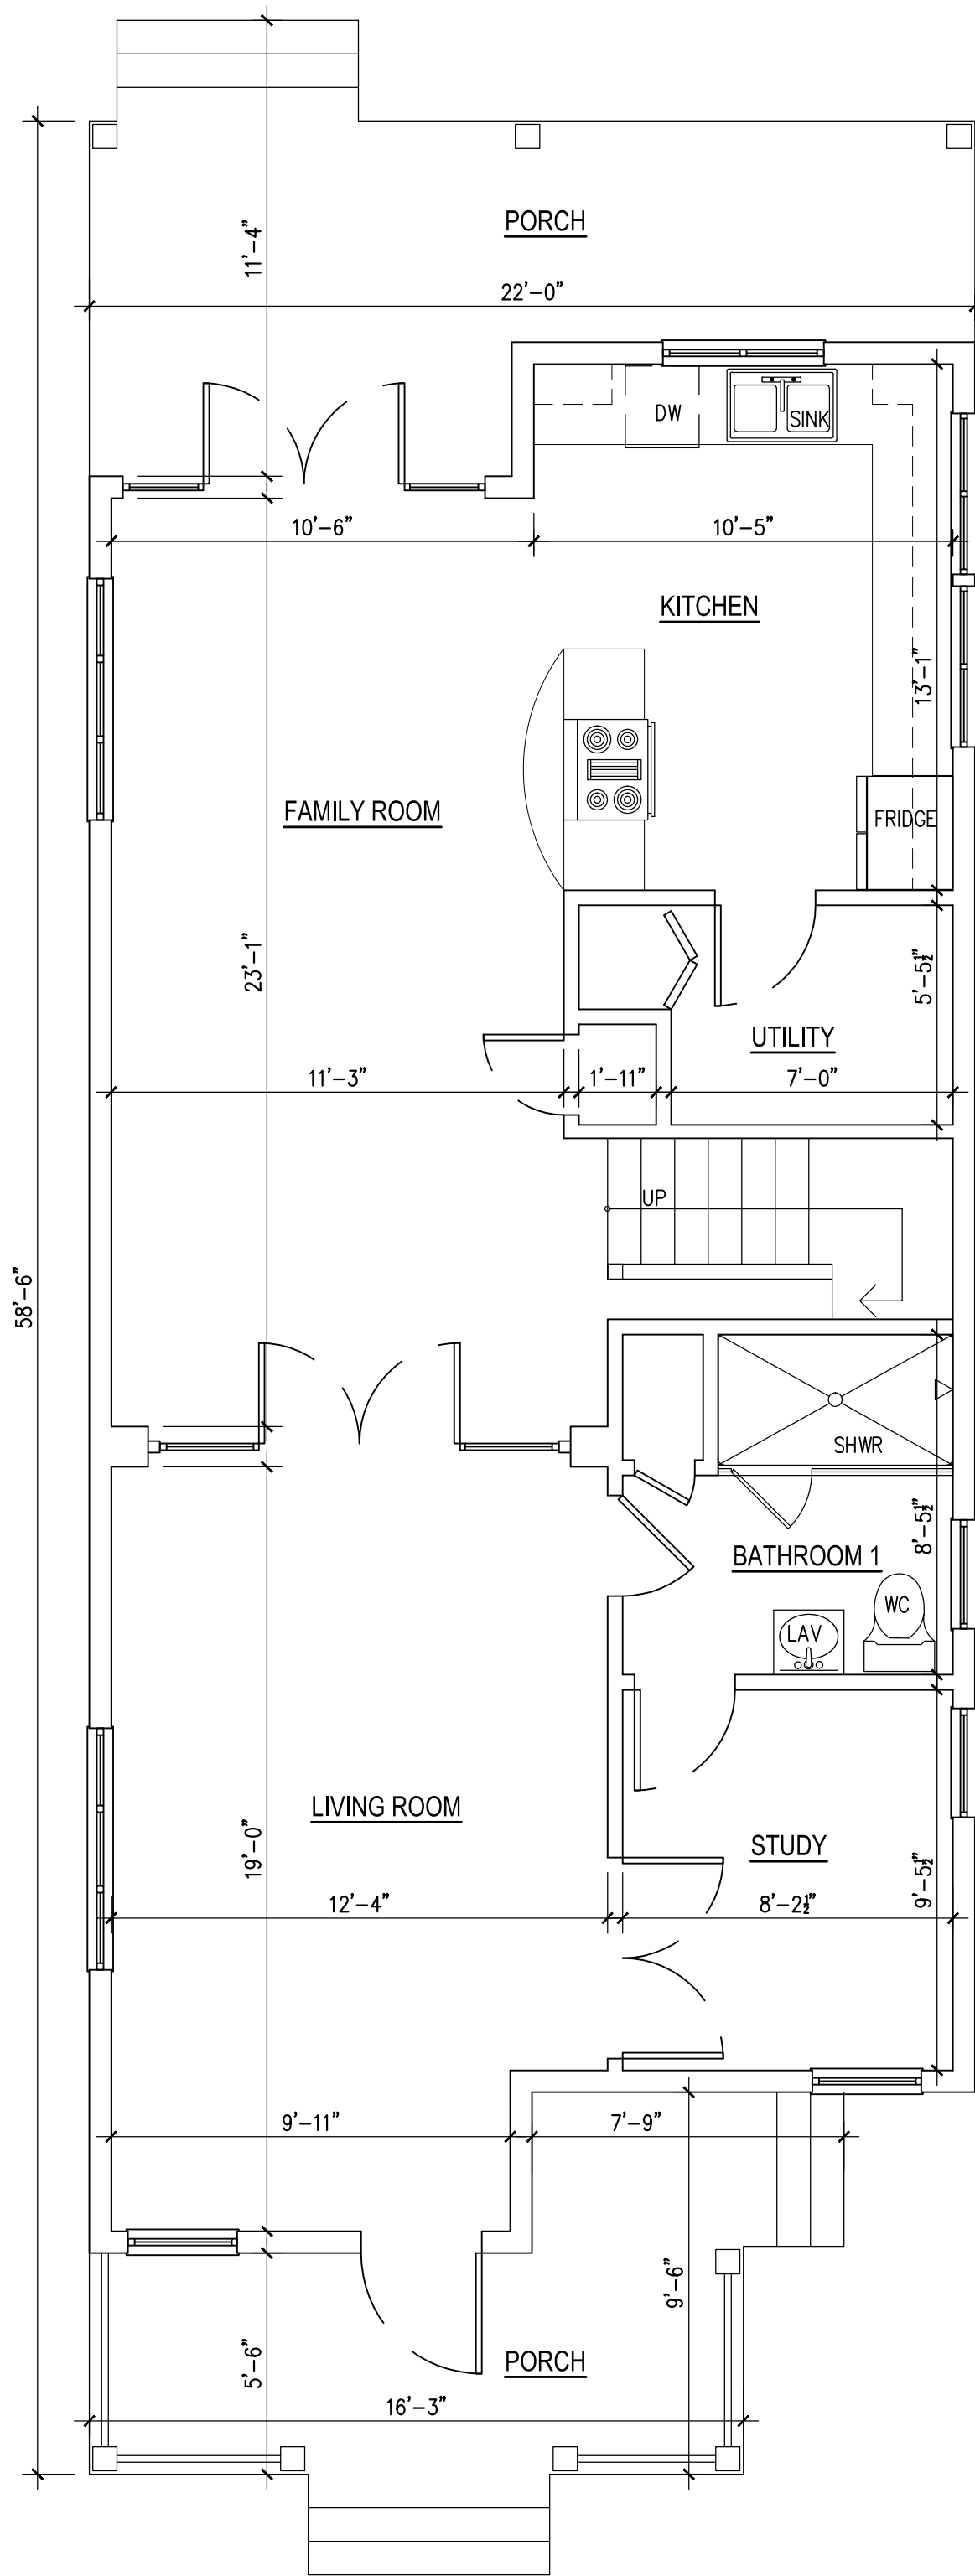 11'-4"
PORCH
22'-0"
DW
SINK
10'-6"
10'-5"
KITCHEN
13'-1"
FAMILY ROOM
FRIDGE
23'-1"
5'-5½"
UTILITY
11'-3"
1'-11"
7'-0"
UP
58'-6"
SHWR
8'-5½"
BATHROOM 1
WC
LAV
LIVING ROOM
19'-0"
STUDY
9'-5½"
12'-4"
8'-2½"
9'-11"
7'-9"
9'-6"
5'-6"
PORCH
16'-3"